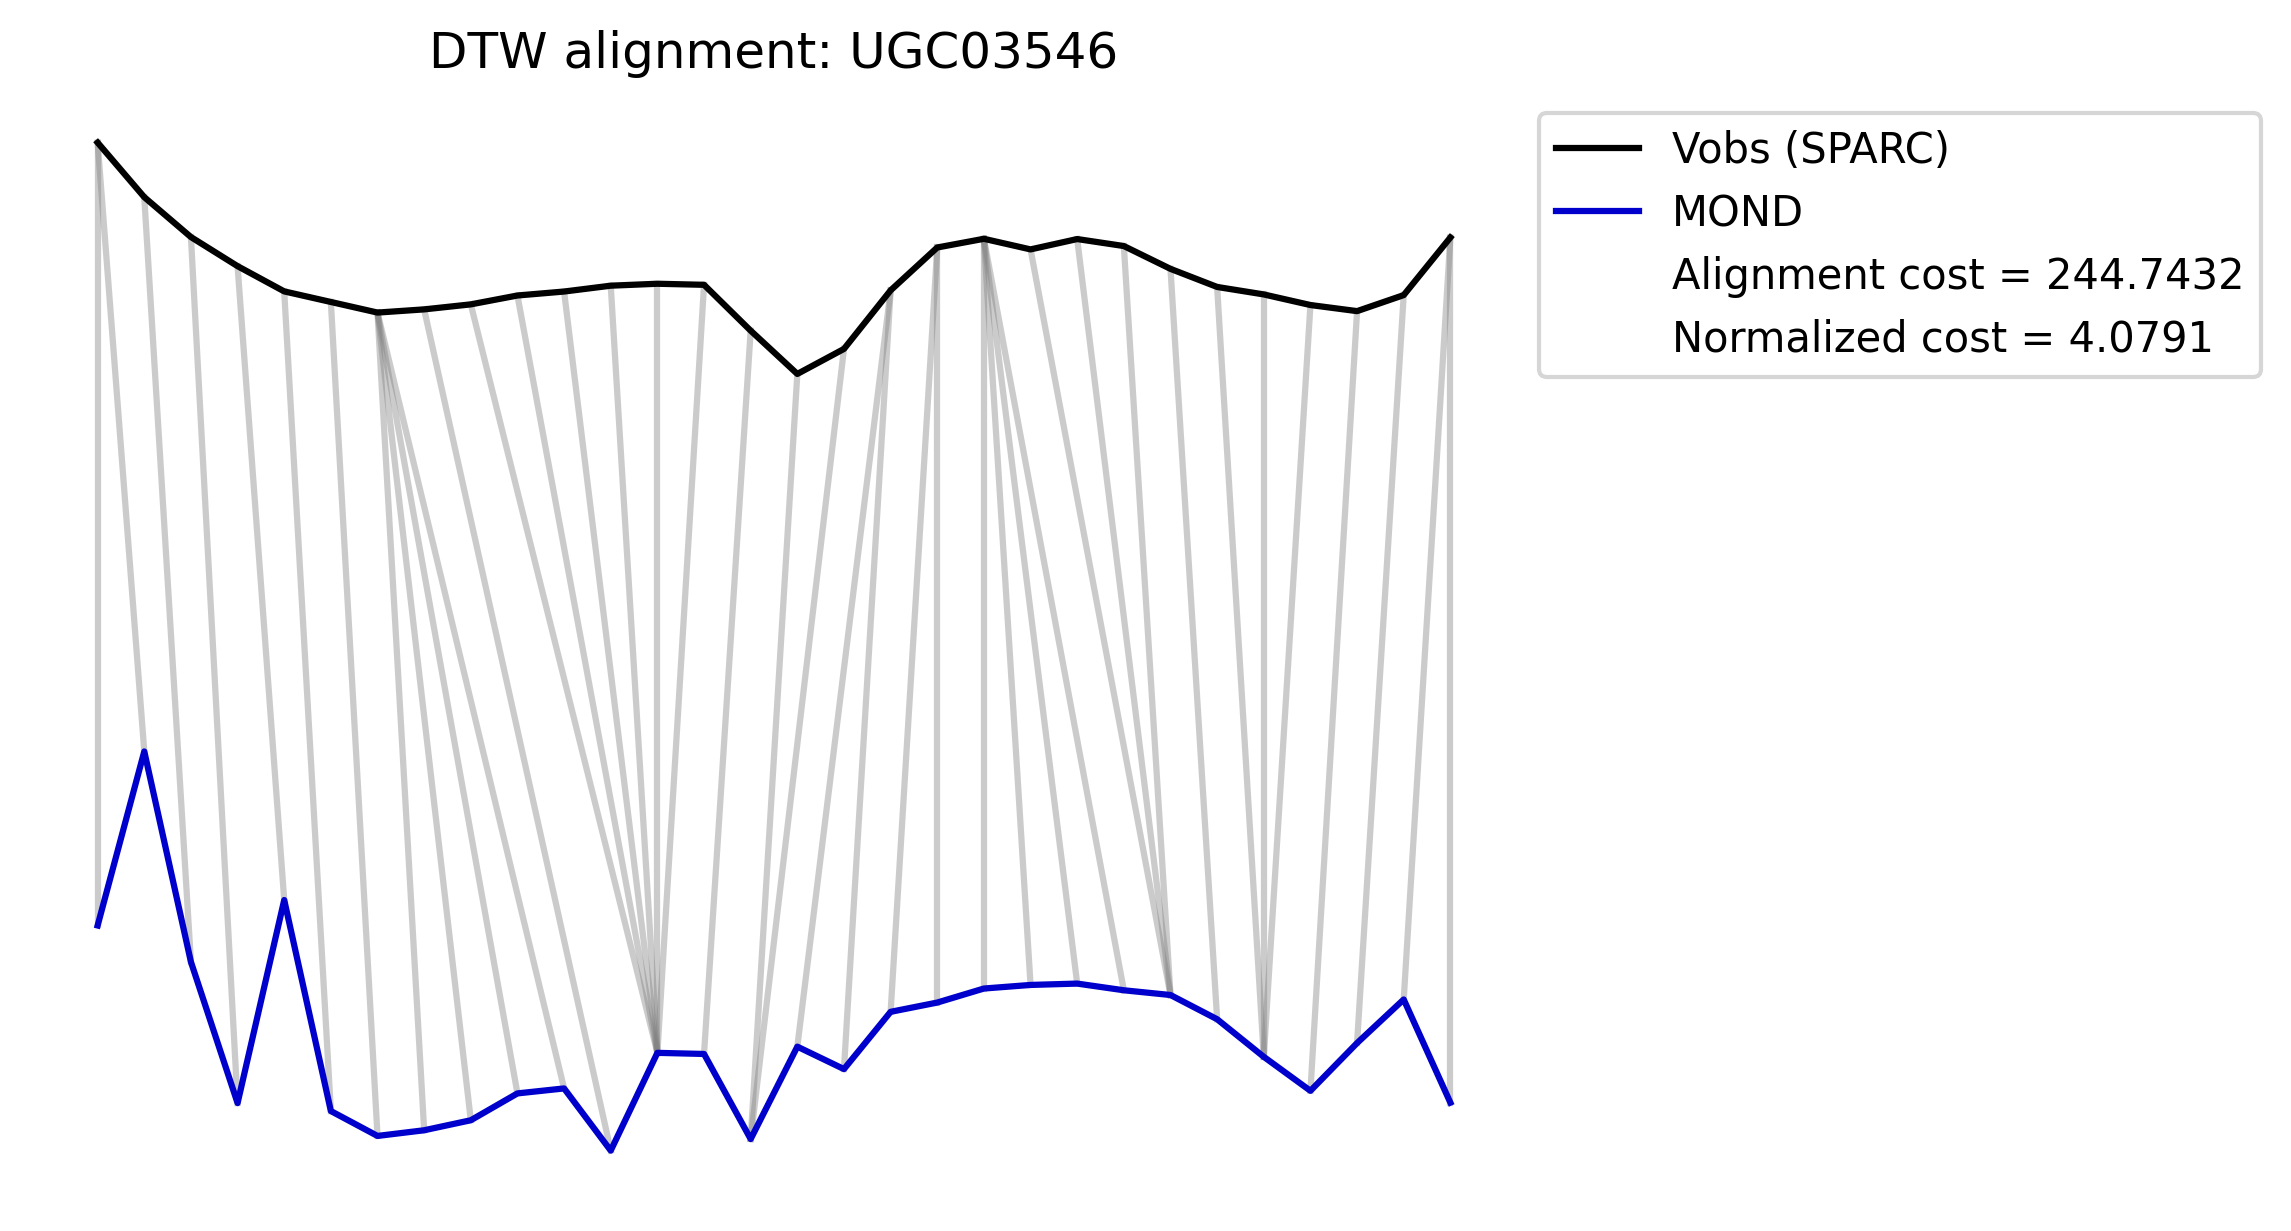 DTW alignment: UGC03546
Vobs (SPARC)
MOND
Alignment cost = 244.7432
Normalized cost = 4.0791